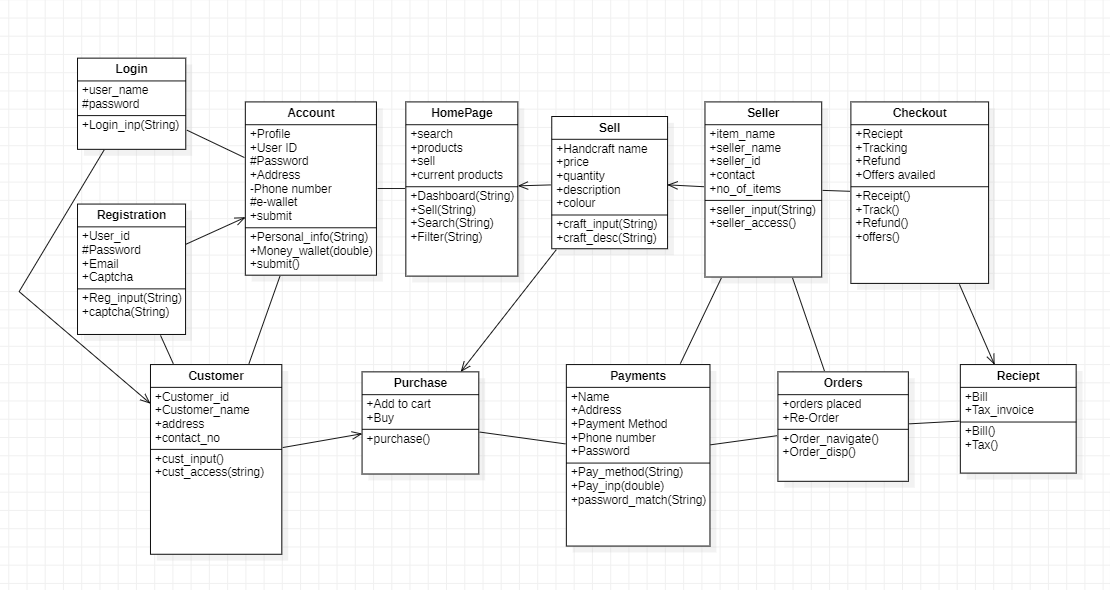 Login
+user_name
#password
+Login_inp(String)
Registration
+User_id
#Password
+Email
+Captcha
+Reg_input(String)
+captcha(String)
Account
+Profile
+User ID
#Password
+Address
-Phone number
#e-wallet
+submit
+Personal_info(String)
+Money_wallet(double)
+submit()
HomePage
+search
+products
+sell
+current products
+Dashboard(String)
+Sell(String)
+Search(String)
+Filter(String)
Sell
+Handcraft name
+price
+quantity
+description
+colour
+craft_input(String)
+craft_desc(String)
Seller
+item_name
+seller_name
+seller_id
+contact
+no_of_items
+seller_input(String)
+seller_access()
Checkout
+Reciept
+Tracking
+Refund
+Offers availed
+Receipt()
+Track()
+Refund()
+offers()
Customer
+Customer_id
+Customer_name
+address
+contact_no
+cust_input()
+cust_access(string)
Purchase
+Add to cart
+Buy
+purchase()
Payments
+Name
+Address
+Payment Method
+Phone number
+Password
+Pay_method(String)
+Pay_inp(double)
+password_match(String)
Orders
+orders placed
+Re-Order
+Order_navigate()
+Order_disp()
Reciept
+Bill
+Tax_invoice
+Bill()
+Tax()